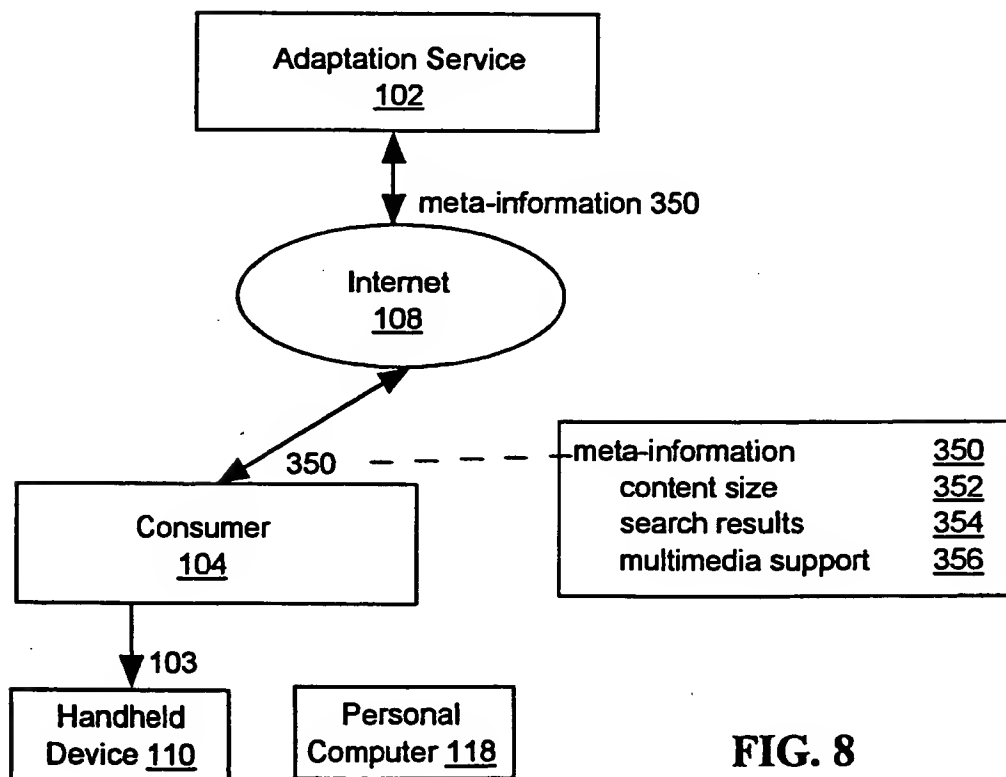 Adaptation Service
102
meta-information 350
Internet
108
350
meta-information 350
content size 352
search results 354
multimedia support 356
Consumer
104
103
Handheld
Device 110
Personal
Computer 118
FIG. 8